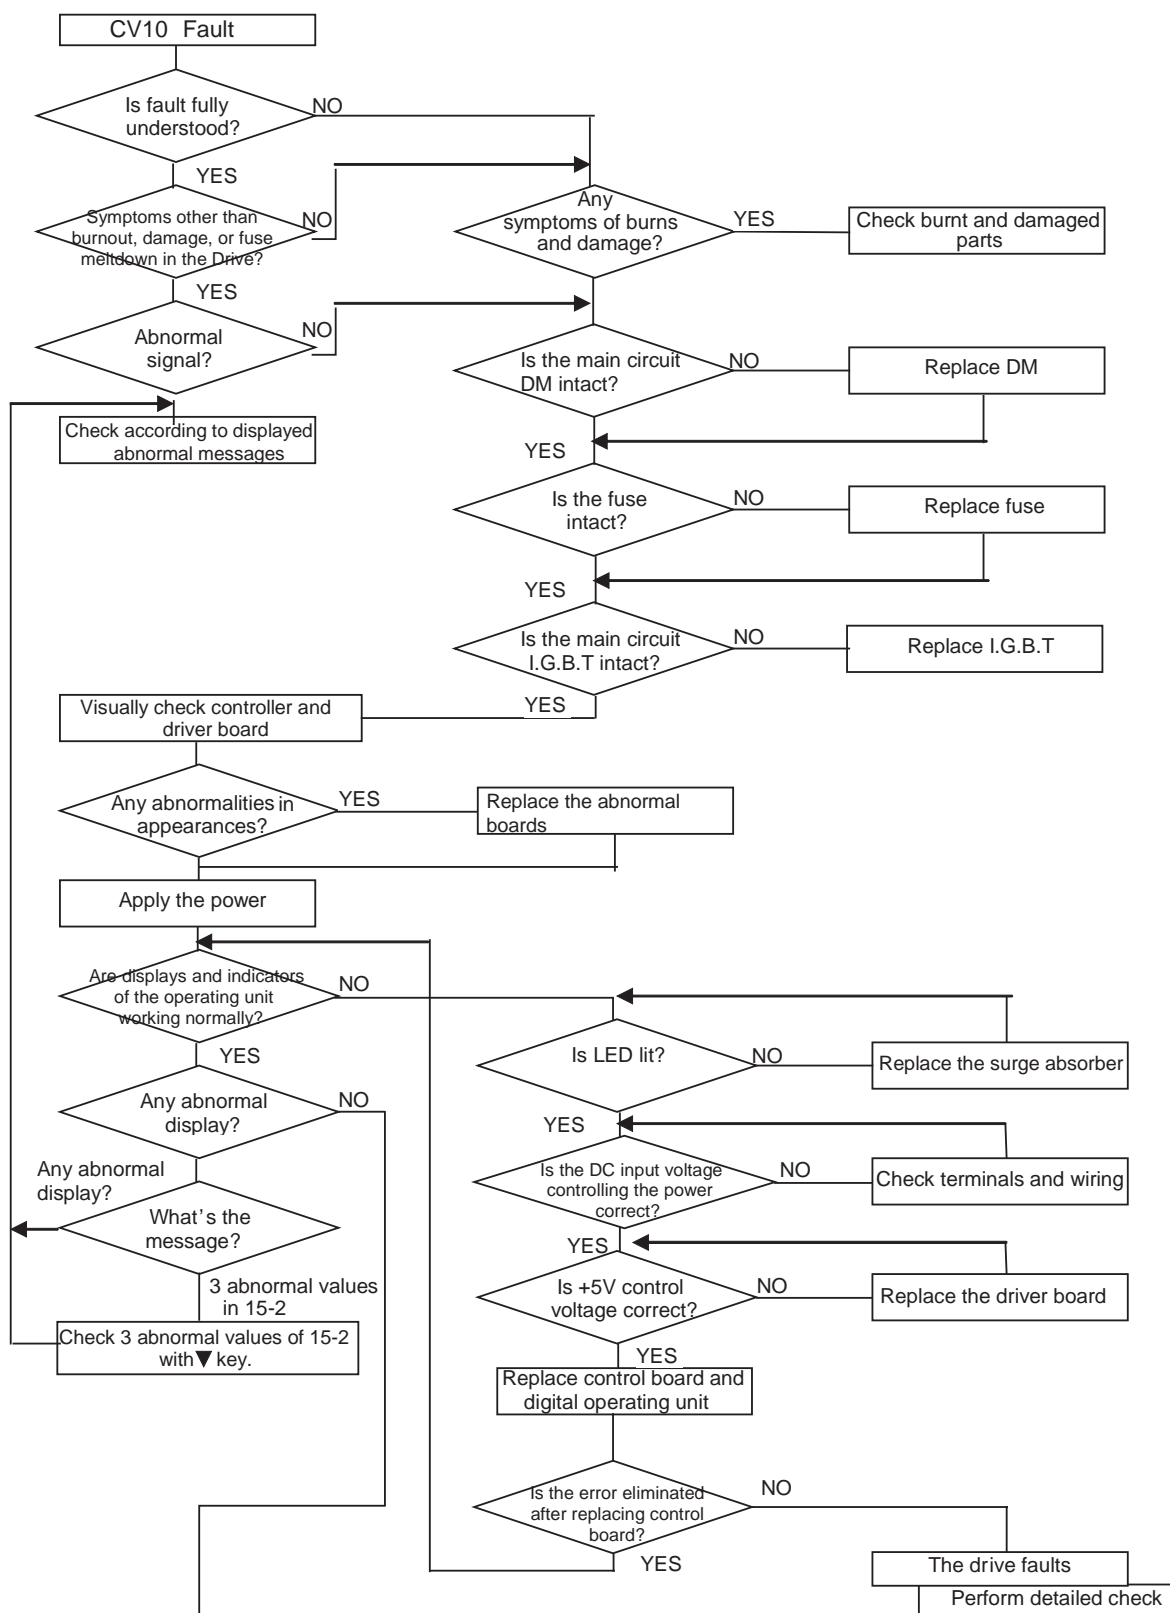 CV10 Fault
Is fault fully
understood?
NO
YES
Symptoms other than
burnout, damage, or fuse
meltdown in the Drive?
NO
YES
Abnormal
signal?
NO
Check according to displayed
abnormal messages
Any
symptoms of burns
and damage?
YES
Check burnt and damaged
parts
Is the main circuit
DM intact?
NO
Replace DM
YES
Is the fuse
intact?
NO
Replace fuse
YES
Is the main circuit
I.G.B.T intact?
NO
Replace I.G.B.T
YES
Visually check controller and
driver board
Any abnormalities in
appearances?
YES
Replace the abnormal
boards
Apply the power
Are displays and indicators
of the operating unit
working normally?
NO
YES
Is LED lit?
NO
Replace the surge absorber
YES
Any abnormal
display?
NO
Any abnormal
display?
What's the
message?
3 abnormal values
in 15-2
Check 3 abnormal values of 15-2
with▼key.
Is the DC input voltage
controlling the power
correct?
NO
Check terminals and wiring
YES
Is +5V control
voltage correct?
NO
Replace the driver board
YES
Replace control board and
digital operating unit
Is the error eliminated
after replacing control
board?
NO
YES
The drive faults
Perform detailed check